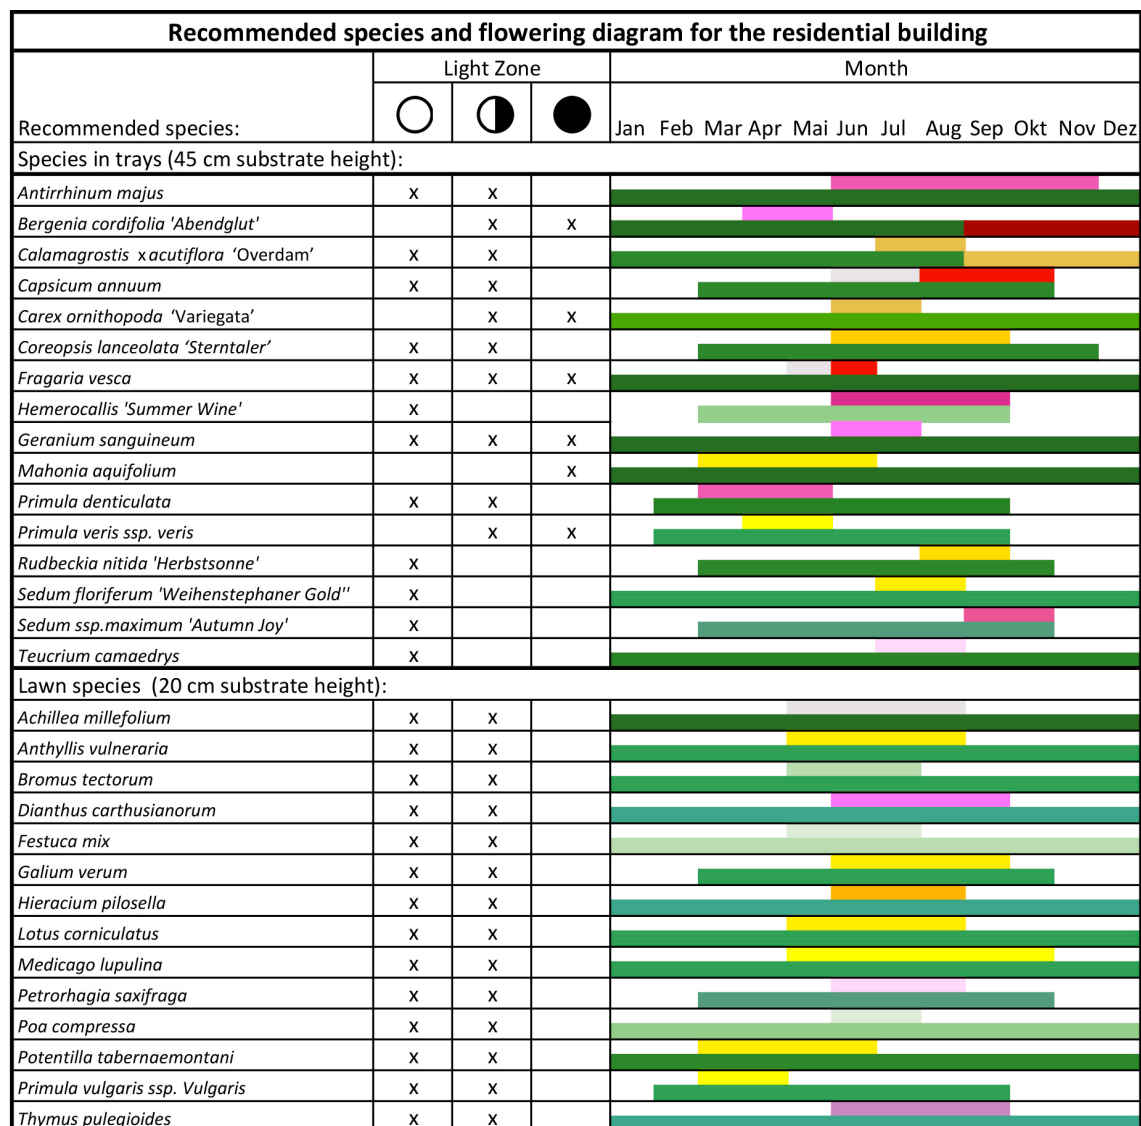 Recommended species and flowering diagram for the residential building
Light Zone Month
Recommended species: Jan Feb Mar Apr Mai Jun Jul Aug Sep Okt Nov Dez
Species in trays (45 cm substrate height):
Antirrhinum majus x x
Bergenia cordifolia 'Abendglut' x x
Calamagrostis x acutiflora ‘Overdam’ x x
Capsicum annuum x x
Carex ornithopoda ‘Variegata’ x x
Coreopsis lanceolata ‘Sterntaler’ x x
Fragaria vesca x x x
Hemerocallis 'Summer Wine' x
Geranium sanguineum x x x
Mahonia aquifolium x
Primula denticulata x x
Primula veris ssp. veris x x
Rudbeckia nitida 'Herbstsonne' x
Sedum floriferum 'Weihenstephaner Gold'' x
Sedum ssp.maximum 'Autumn Joy' x
Teucrium camaedrys x
Lawn species (20 cm substrate height):
Achillea millefolium x x
Anthyllis vulneraria x x
Bromus tectorum x x
Dianthus carthusianorum x x
Festuca mix x x
Galium verum x x
Hieracium pilosella x x
Lotus corniculatus x x
Medicago lupulina x x
Petrorhagia saxifraga x x
Poa compressa x x
Potentilla tabernaemontani x x
Primula vulgaris ssp. Vulgaris x x
Thymus pulegioides x x